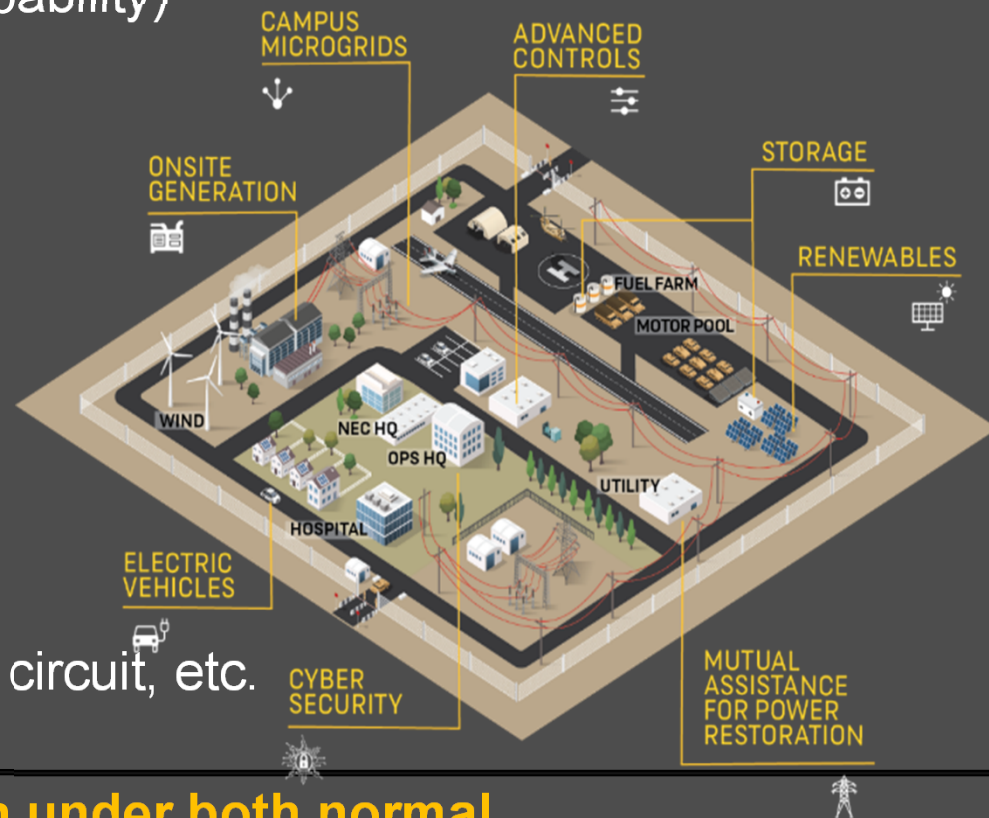 CAMPUS
MICROGRIDS
ADVANCED
CONTROLS
STORAGE
ONSITE
GENERATION
RENEWABLES
H
FUEL FARM
MOTOR POOL
WIND
NEC HQ
OPS HQ
UTILITY
HOSPITAL
ELECTRIC
VEHICLES
circuit, etc.
CYBER
SECURITY
MUTUAL
ASSISTANCE
FOR POWER
RESTORATION
under both normal